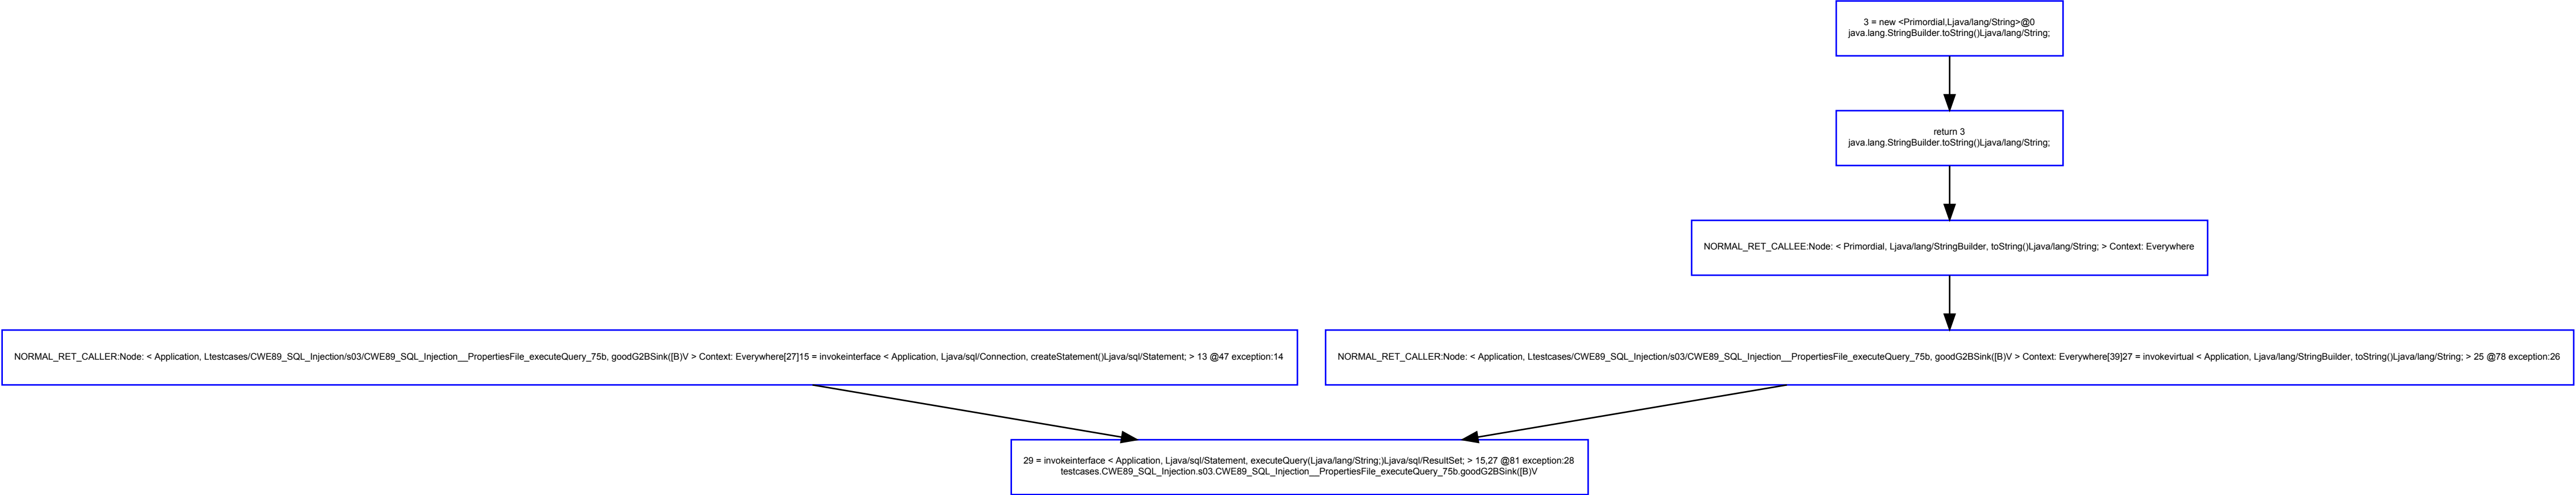 3 = new <Primordial,Ljava/lang/String>@0
java.lang.StringBuilder.toString()Ljava/lang/String;
return 3
java.lang.StringBuilder.toString()Ljava/lang/String;
NORMAL_RET_CALLEE:Node: < Primordial, Ljava/lang/StringBuilder, toString()Ljava/lang/String; > Context: Everywhere
NORMAL_RET_CALLER:Node: < Application, Ltestcases/CWE89_SQL_Injection/s03/CWE89_SQL_Injection__PropertiesFile_executeQuery_75b, goodG2BSink([B)V > Context: Everywhere[27]15 = invokeinterface < Application, Ljava/sql/Connection, createStatement()Ljava/sql/Statement; > 13 @47 exception:14
NORMAL_RET_CALLER:Node: < Application, Ltestcases/CWE89_SQL_Injection/s03/CWE89_SQL_Injection__PropertiesFile_executeQuery_75b, goodG2BSink([B)V > Context: Everywhere[39]27 = invokevirtual < Application, Ljava/lang/StringBuilder, toString()Ljava/lang/String; > 25 @78 exception:26
29 = invokeinterface < Application, Ljava/sql/Statement, executeQuery(Ljava/lang/String;)Ljava/sql/ResultSet; > 15,27 @81 exception:28
testcases.CWE89_SQL_Injection.s03.CWE89_SQL_Injection__PropertiesFile_executeQuery_75b.goodG2BSink([B)V